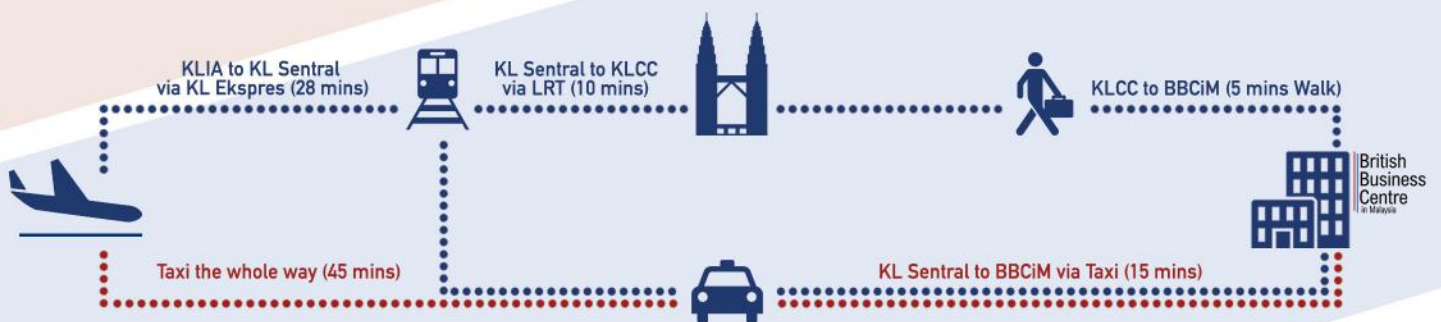 KLIA to KL Sentral
via KL Ekspres (28 mins)
KL Sentral to KLCC
via LRT (10 mins)
KLCC to BBCiM (5 mins Walk)
British
Business
Centre
in Malaysia
Taxi the whole way (45 mins)
KL Sentral to BBCiM via Taxi (15 mins)